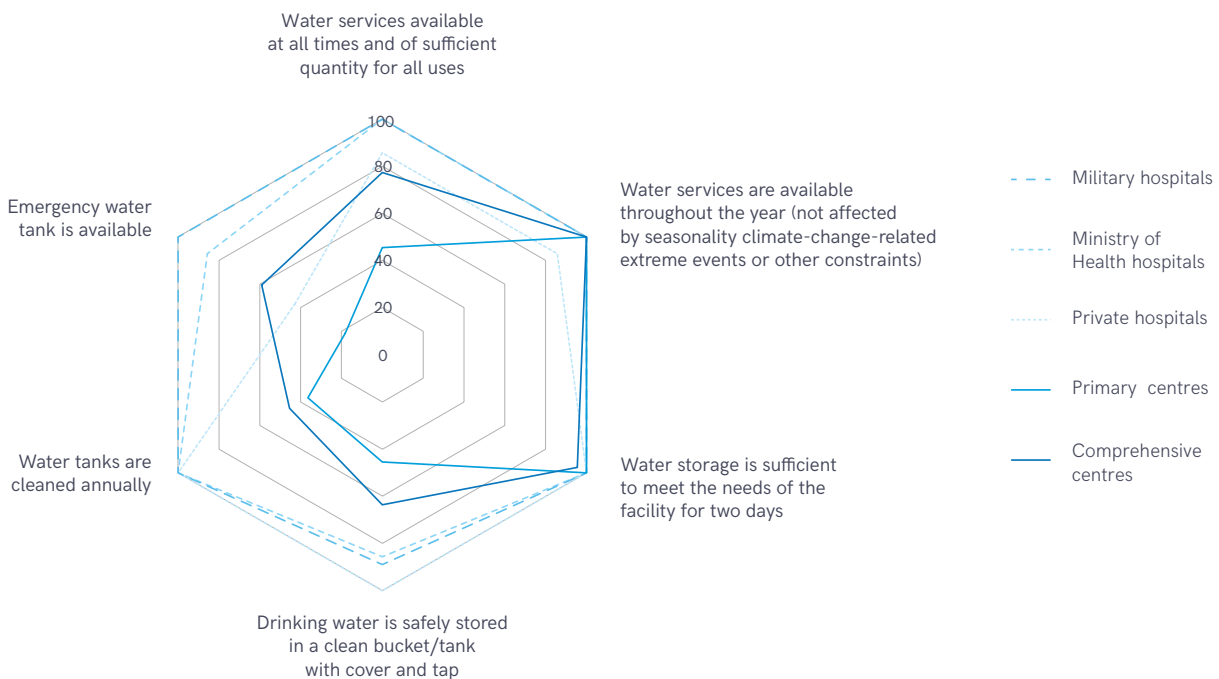 Water services available
at all times and of sufficient
quantity for all uses
100
80
60
40
20
0
Water services are available
throughout the year (not affected
by seasonality climate-change-related
extreme events or other constraints)
Emergency water
tank is available
Water tanks are
cleaned annually
Water storage is sufficient
to meet the needs of the
facility for two days
Drinking water is safely stored
in a clean bucket/tank
with cover and tap
Military hospitals
Ministry of
Health hospitals
Private hospitals
Primary centres
Comprehensive
centres